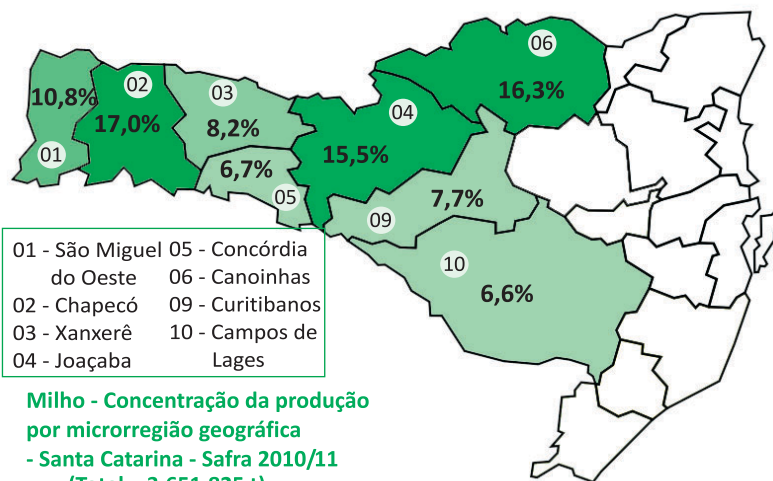 06
02
03
10,8%
16,3%
04
17,0%
8,2%
15,5%
01
6,7%
05
7,7%
09
10
6,6%
01 - São Miguel
do Oeste
02 - Chapecó
03 - Xanxerê
04 - Joaçaba
05 - Concórdia
06 - Canoinhas
09 - Curitibanos
10 - Campos de
Lages
Milho - Concentração da produção
por microrregião geográfica
- Santa Catarina - Safra 2010/11